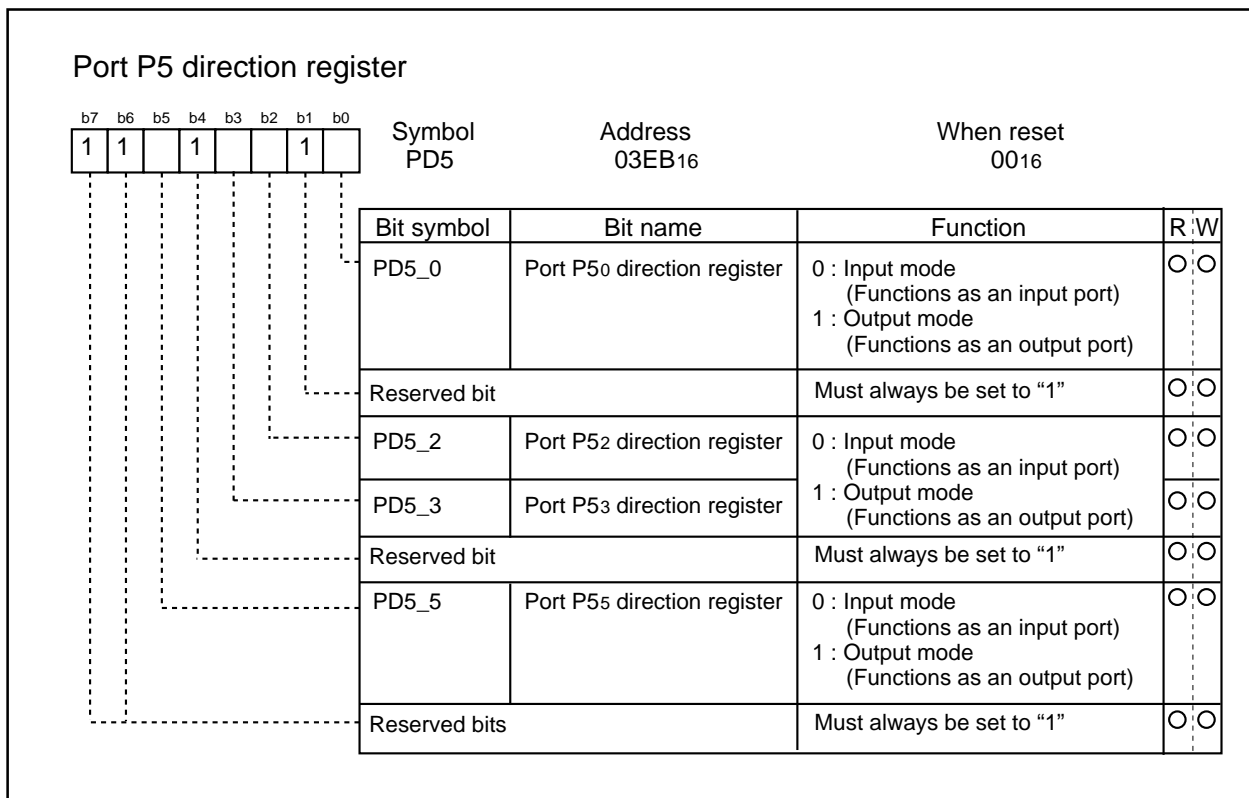 Port P5 direction register
b7 b6 b5 b4 b3 b2 b1 b0
1 1 1 1
Symbol Address When reset
PD5 03EB16 0016
Bit symbol Bit name Function R W
PD5_0 Port P50 direction register 0 : Input mode
(Functions as an input port)
1 : Output mode
(Functions as an output port)
Reserved bit Must always be set to “1”
PD5_2 Port P52 direction register 0 : Input mode
(Functions as an input port)
PD5_3 Port P53 direction register 1 : Output mode
(Functions as an output port)
Reserved bit Must always be set to “1”
PD5_5 Port P55 direction register 0 : Input mode
(Functions as an input port)
1 : Output mode
(Functions as an output port)
Reserved bits Must always be set to “1”